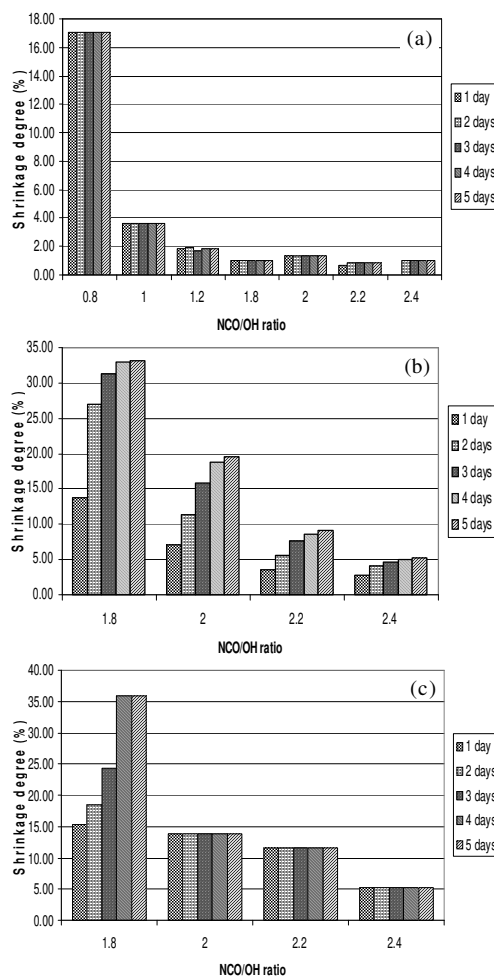 (a)
Shrinkage degree (%)
18.00
16.00
14.00
12.00
10.00
8.00
6.00
4.00
2.00
0.00
0.8 1 1.2 1.8 2 2.2 2.4
NCO/OH ratio
1 day
2 days
3 days
4 days
5 days
(b)
Shrinkage degree (%)
35.00
30.00
25.00
20.00
15.00
10.00
5.00
0.00
1.8 2 2.2 2.4
NCO/OH ratio
1 day
2 days
3 days
4 days
5 days
(c)
Shrinkage degree (%)
40.00
35.00
30.00
25.00
20.00
15.00
10.00
5.00
0.00
1.8 2 2.2 2.4
NCO/OH ratio
1 day
2 days
3 days
4 days
5 days